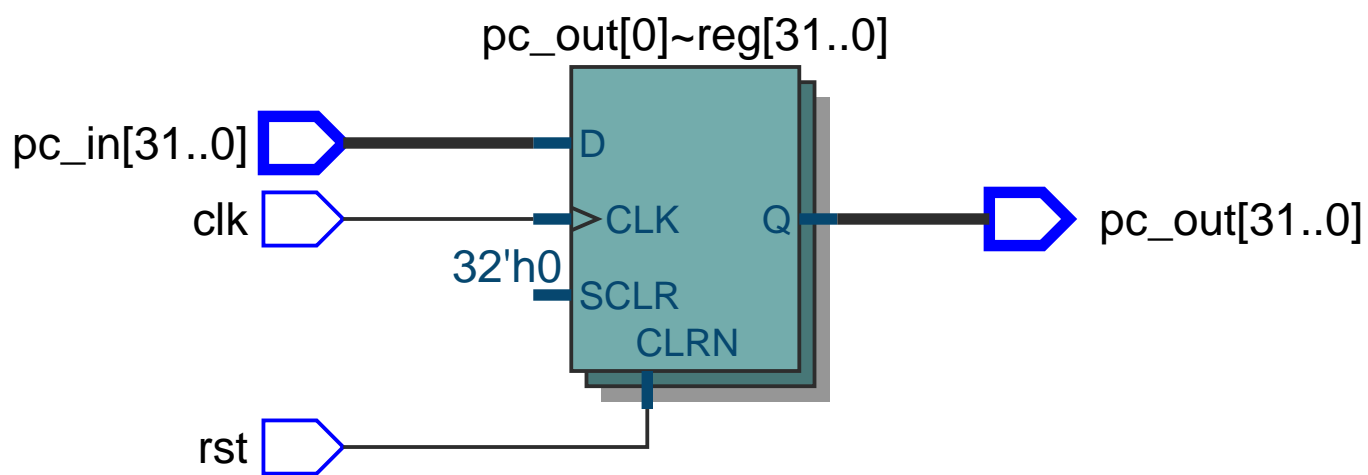 pc_out[0]~reg[31..0]
pc_in[31..0]
D
clk
CLK
Q
pc_out[31..0]
32'h0
SCLR
CLRN
rst